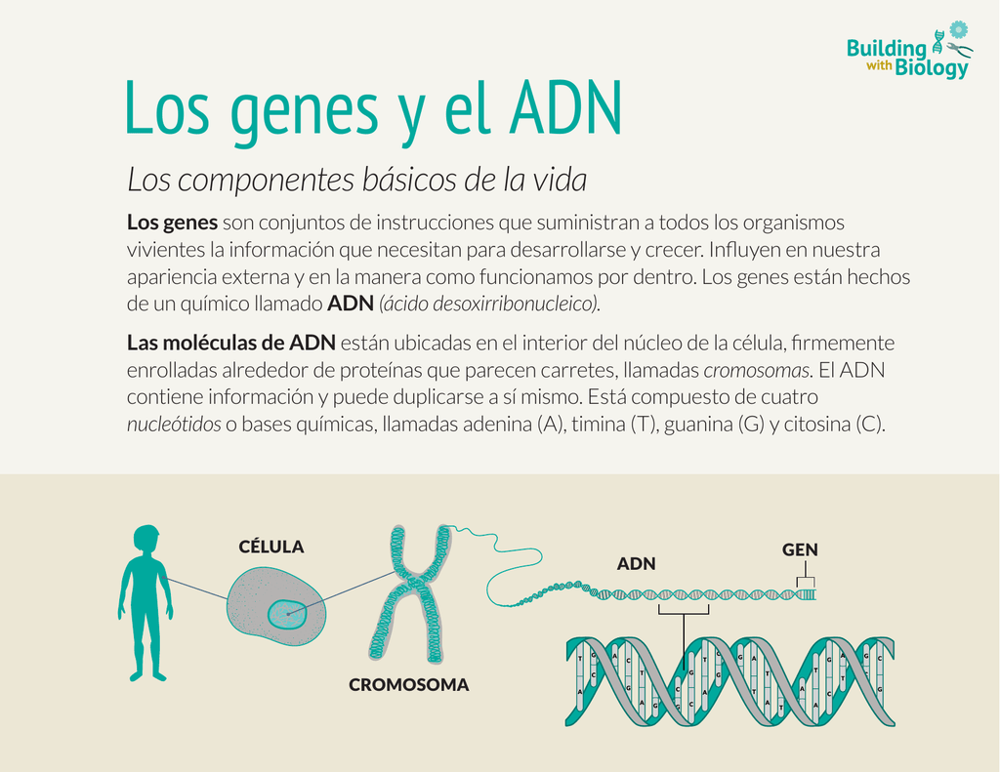 Building
with Biology
Los genes y el ADN
Los componentes básicos de la vida
Los genes son conjuntos de instrucciones que suministran a todos los organismos
vivientes la información que necesitan para desarrollarse y crecer. Influyen en nuestra
apariencia externa y en la manera como funcionamos por dentro. Los genes están hechos
de un químico llamado ADN (ácido desoxirribonucleico).
Las moléculas de ADN están ubicadas en el interior del núcleo de la célula, firmemente
enrolladas alrededor de proteínas que parecen carretes, llamadas cromosomas. El ADN
contiene información y puede duplicarse a sí mismo. Está compuesto de cuatro
nucleótidos o bases químicas, llamadas adenina (A), timina (T), guanina (G) y citosina (C).
CÉLULA
CROMOSOMA
ADN
GEN